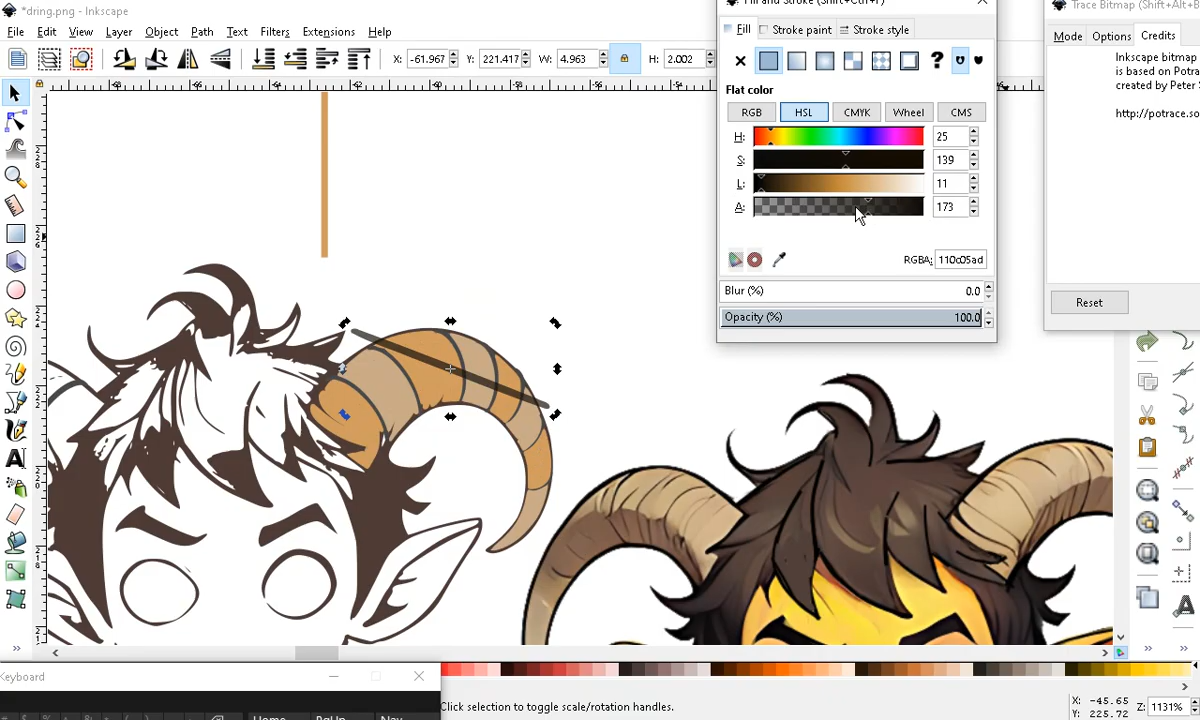 *dring.png - Inkscape
File Edit View Layer Object Path Text Filters Extensions Help
X: -61.967 Y: 221.417 W: 4.963 H: 2.002
Fill and Stroke (Shift+Ctrl+F)
Fill Stroke paint Stroke style
Flat color
RGB HSL CMYK Wheel CMS
H: 25
S: 139
L: 11
A: 173
RGBA: 110c05ad
Blur (%) 0.0
Opacity (%) 100.0
Trace Bitmap (Shift+Alt+B
Mode Options Credits
Inkscape bitmap
is based on Potra
created by Peter S
http://potrace.so
Reset
Keyboard
Home PgUp Nav
Click selection to toggle scale/rotation handles.
X: -45.65
Y: 225.72
Z: 1131%